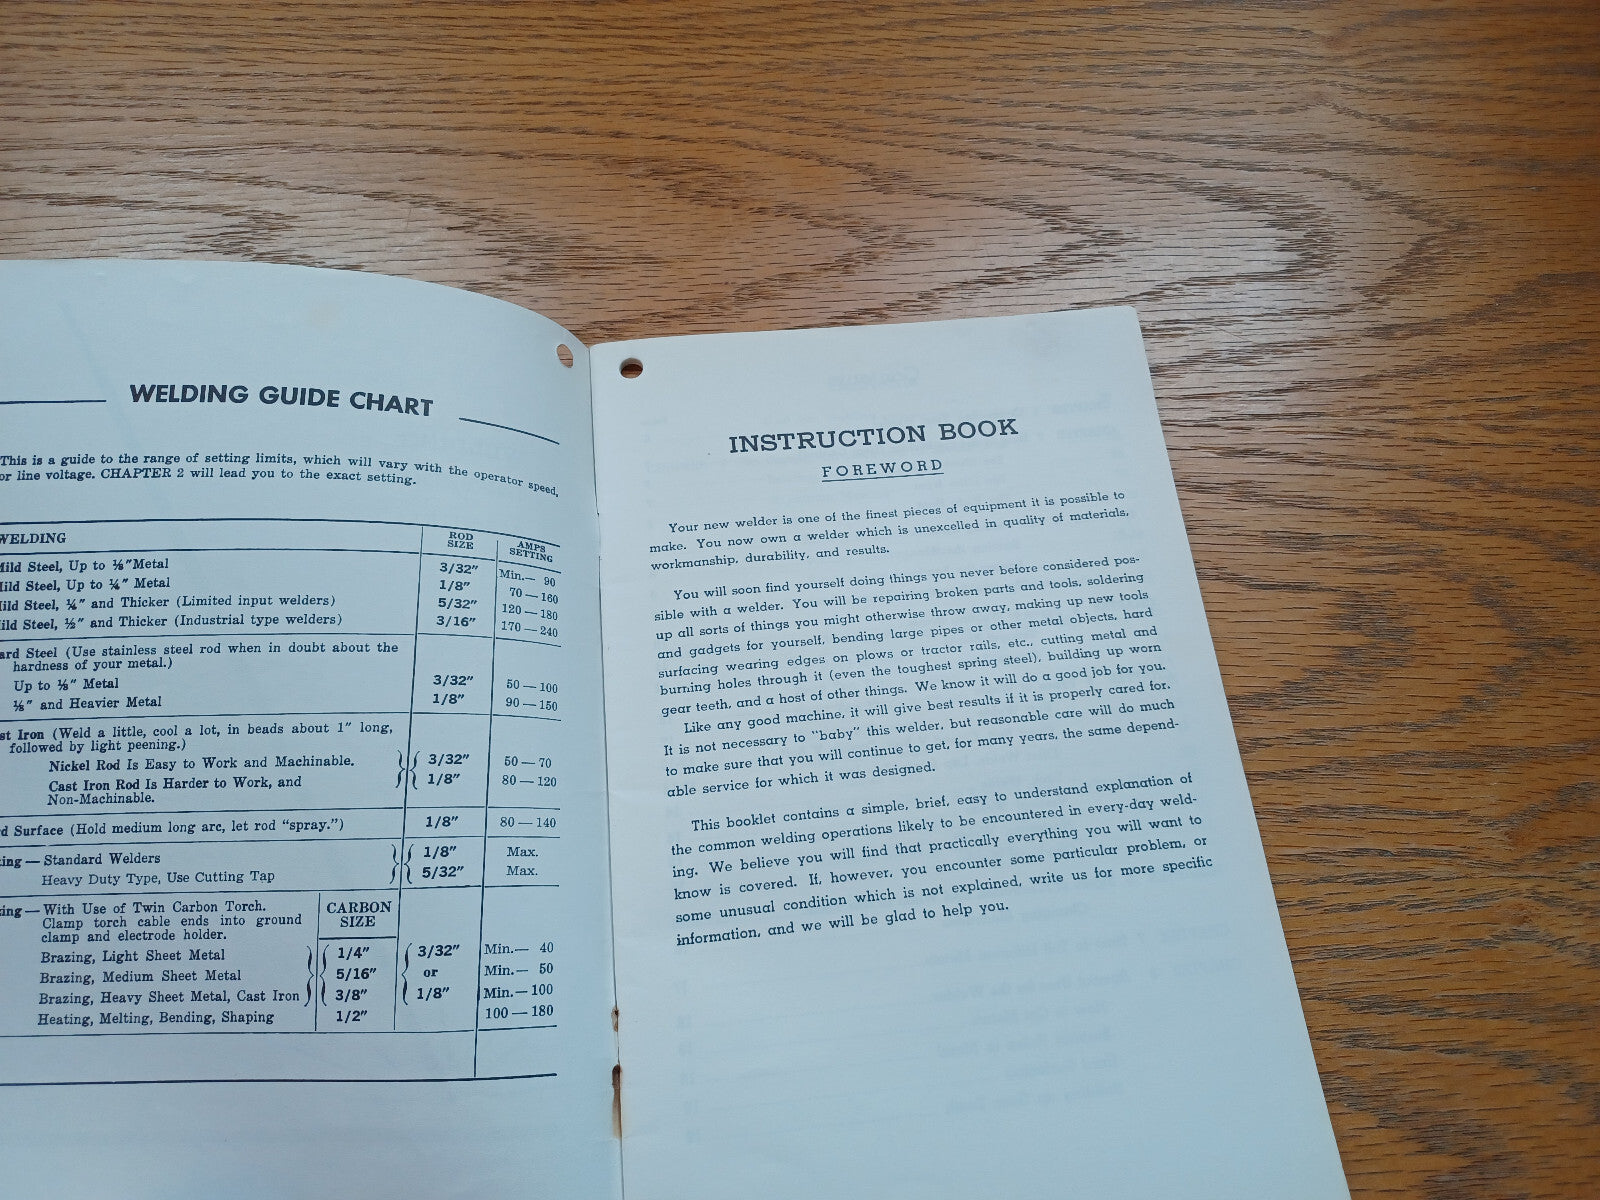 WELDING GUIDE CHART
This is a guide to the range of setting limits, which will vary with the operator speed,
or line voltage. CHAPTER 2 will lead you to the exact setting.
WELDING
ROD
SIZE
AMPS
SETTING
Mild Steel, Up to ⅛" Metal 3/32" Min.— 90
Mild Steel, Up to ¼" Metal 1/8" 70 — 160
Mild Steel, ¼" and Thicker (Limited input welders) 5/32" 120 — 180
Mild Steel, ½" and Thicker (Industrial type welders) 3/16" 170 — 240
ard Steel (Use stainless steel rod when in doubt about the
hardness of your metal.)
Up to ⅛" Metal 3/32" 50 — 100
⅛" and Heavier Metal 1/8" 90 — 150
st Iron (Weld a little, cool a lot, in beads about 1" long,
followed by light peening.)
Nickel Rod Is Easy to Work and Machinable. 3/32" 50 — 70
Cast Iron Rod Is Harder to Work, and 1/8" 80 — 120
Non-Machinable.
d Surface (Hold medium long arc, let rod "spray.") 1/8" 80 — 140
ing — Standard Welders 1/8" Max.
Heavy Duty Type, Use Cutting Tap 5/32" Max.
zing — With Use of Twin Carbon Torch.
Clamp torch cable ends into ground
clamp and electrode holder.
CARBON
SIZE
Brazing, Light Sheet Metal 1/4" 3/32" Min.— 40
Brazing, Medium Sheet Metal 5/16" or Min.— 50
Brazing, Heavy Sheet Metal, Cast Iron 3/8" 1/8" Min.— 100
Heating, Melting, Bending, Shaping 1/2" 100 — 180
INSTRUCTION BOOK
FOREWORD
Your new welder is one of the finest pieces of equipment it is possible to
make. You now own a welder which is unexcelled in quality of materials,
workmanship, durability, and results.
You will soon find yourself doing things you never before considered pos-
sible with a welder. You will be repairing broken parts and tools, soldering
up all sorts of things you might otherwise throw away, making up new tools
and gadgets for yourself, bending large pipes or other metal objects, hard
surfacing wearing edges on plows or tractor rails, etc., cutting metal and
burning holes through it (even the toughest spring steel), building up worn
gear teeth, and a host of other things. We know it will do a good job for you.
Like any good machine, it will give best results if it is properly cared for.
It is not necessary to "baby" this welder, but reasonable care will do much
to make sure that you will continue to get, for many years, the same depend-
able service for which it was designed.
This booklet contains a simple, brief, easy to understand explanation of
the common welding operations likely to be encountered in every-day weld-
ing. We believe you will find that practically everything you will want to
know is covered. If, however, you encounter some particular problem, or
some unusual condition which is not explained, write us for more specific
information, and we will be glad to help you.